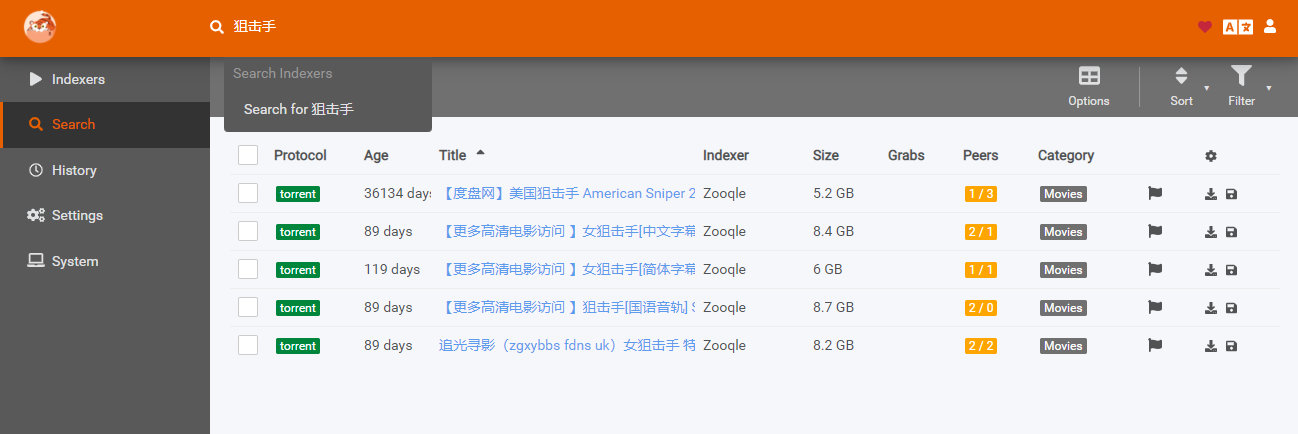 狙击手
Indexers
Search
History
Settings
System
Search Indexers
Search for 狙击手
Options
Sort
Filter
Protocol Age Title Indexer Size Grabs Peers Category
torrent 36134 days 【度盘网】美国狙击手 American Sniper 2 Zooqle 5.2 GB 1 / 3 Movies
torrent 89 days 【更多高清电影访问 】女狙击手[中文字幕 Zooqle 8.4 GB 2 / 1 Movies
torrent 119 days 【更多高清电影访问 】女狙击手[简体字幕 Zooqle 6 GB 1 / 1 Movies
torrent 89 days 【更多高清电影访问 】狙击手[国语音轨] S Zooqle 8.7 GB 2 / 0 Movies
torrent 89 days 追光寻影（zgxybbs fdns uk）女狙击手 特 Zooqle 8.2 GB 2 / 2 Movies